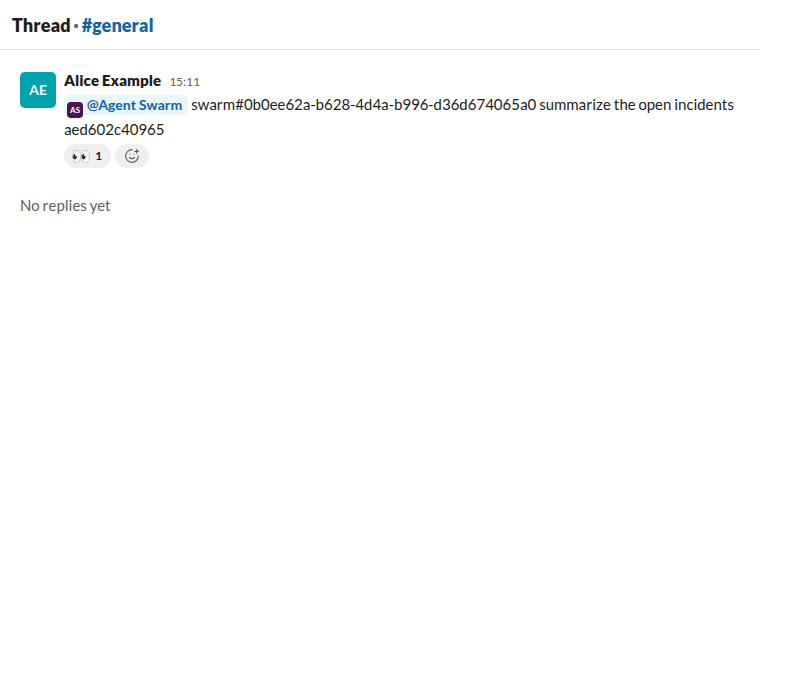 Thread • #general
AE
Alice Example 15:11
AS @Agent Swarm swarm#0b0ee62a-b628-4d4a-b996-d36d674065a0 summarize the open incidents
aed602c40965
👀 1
No replies yet